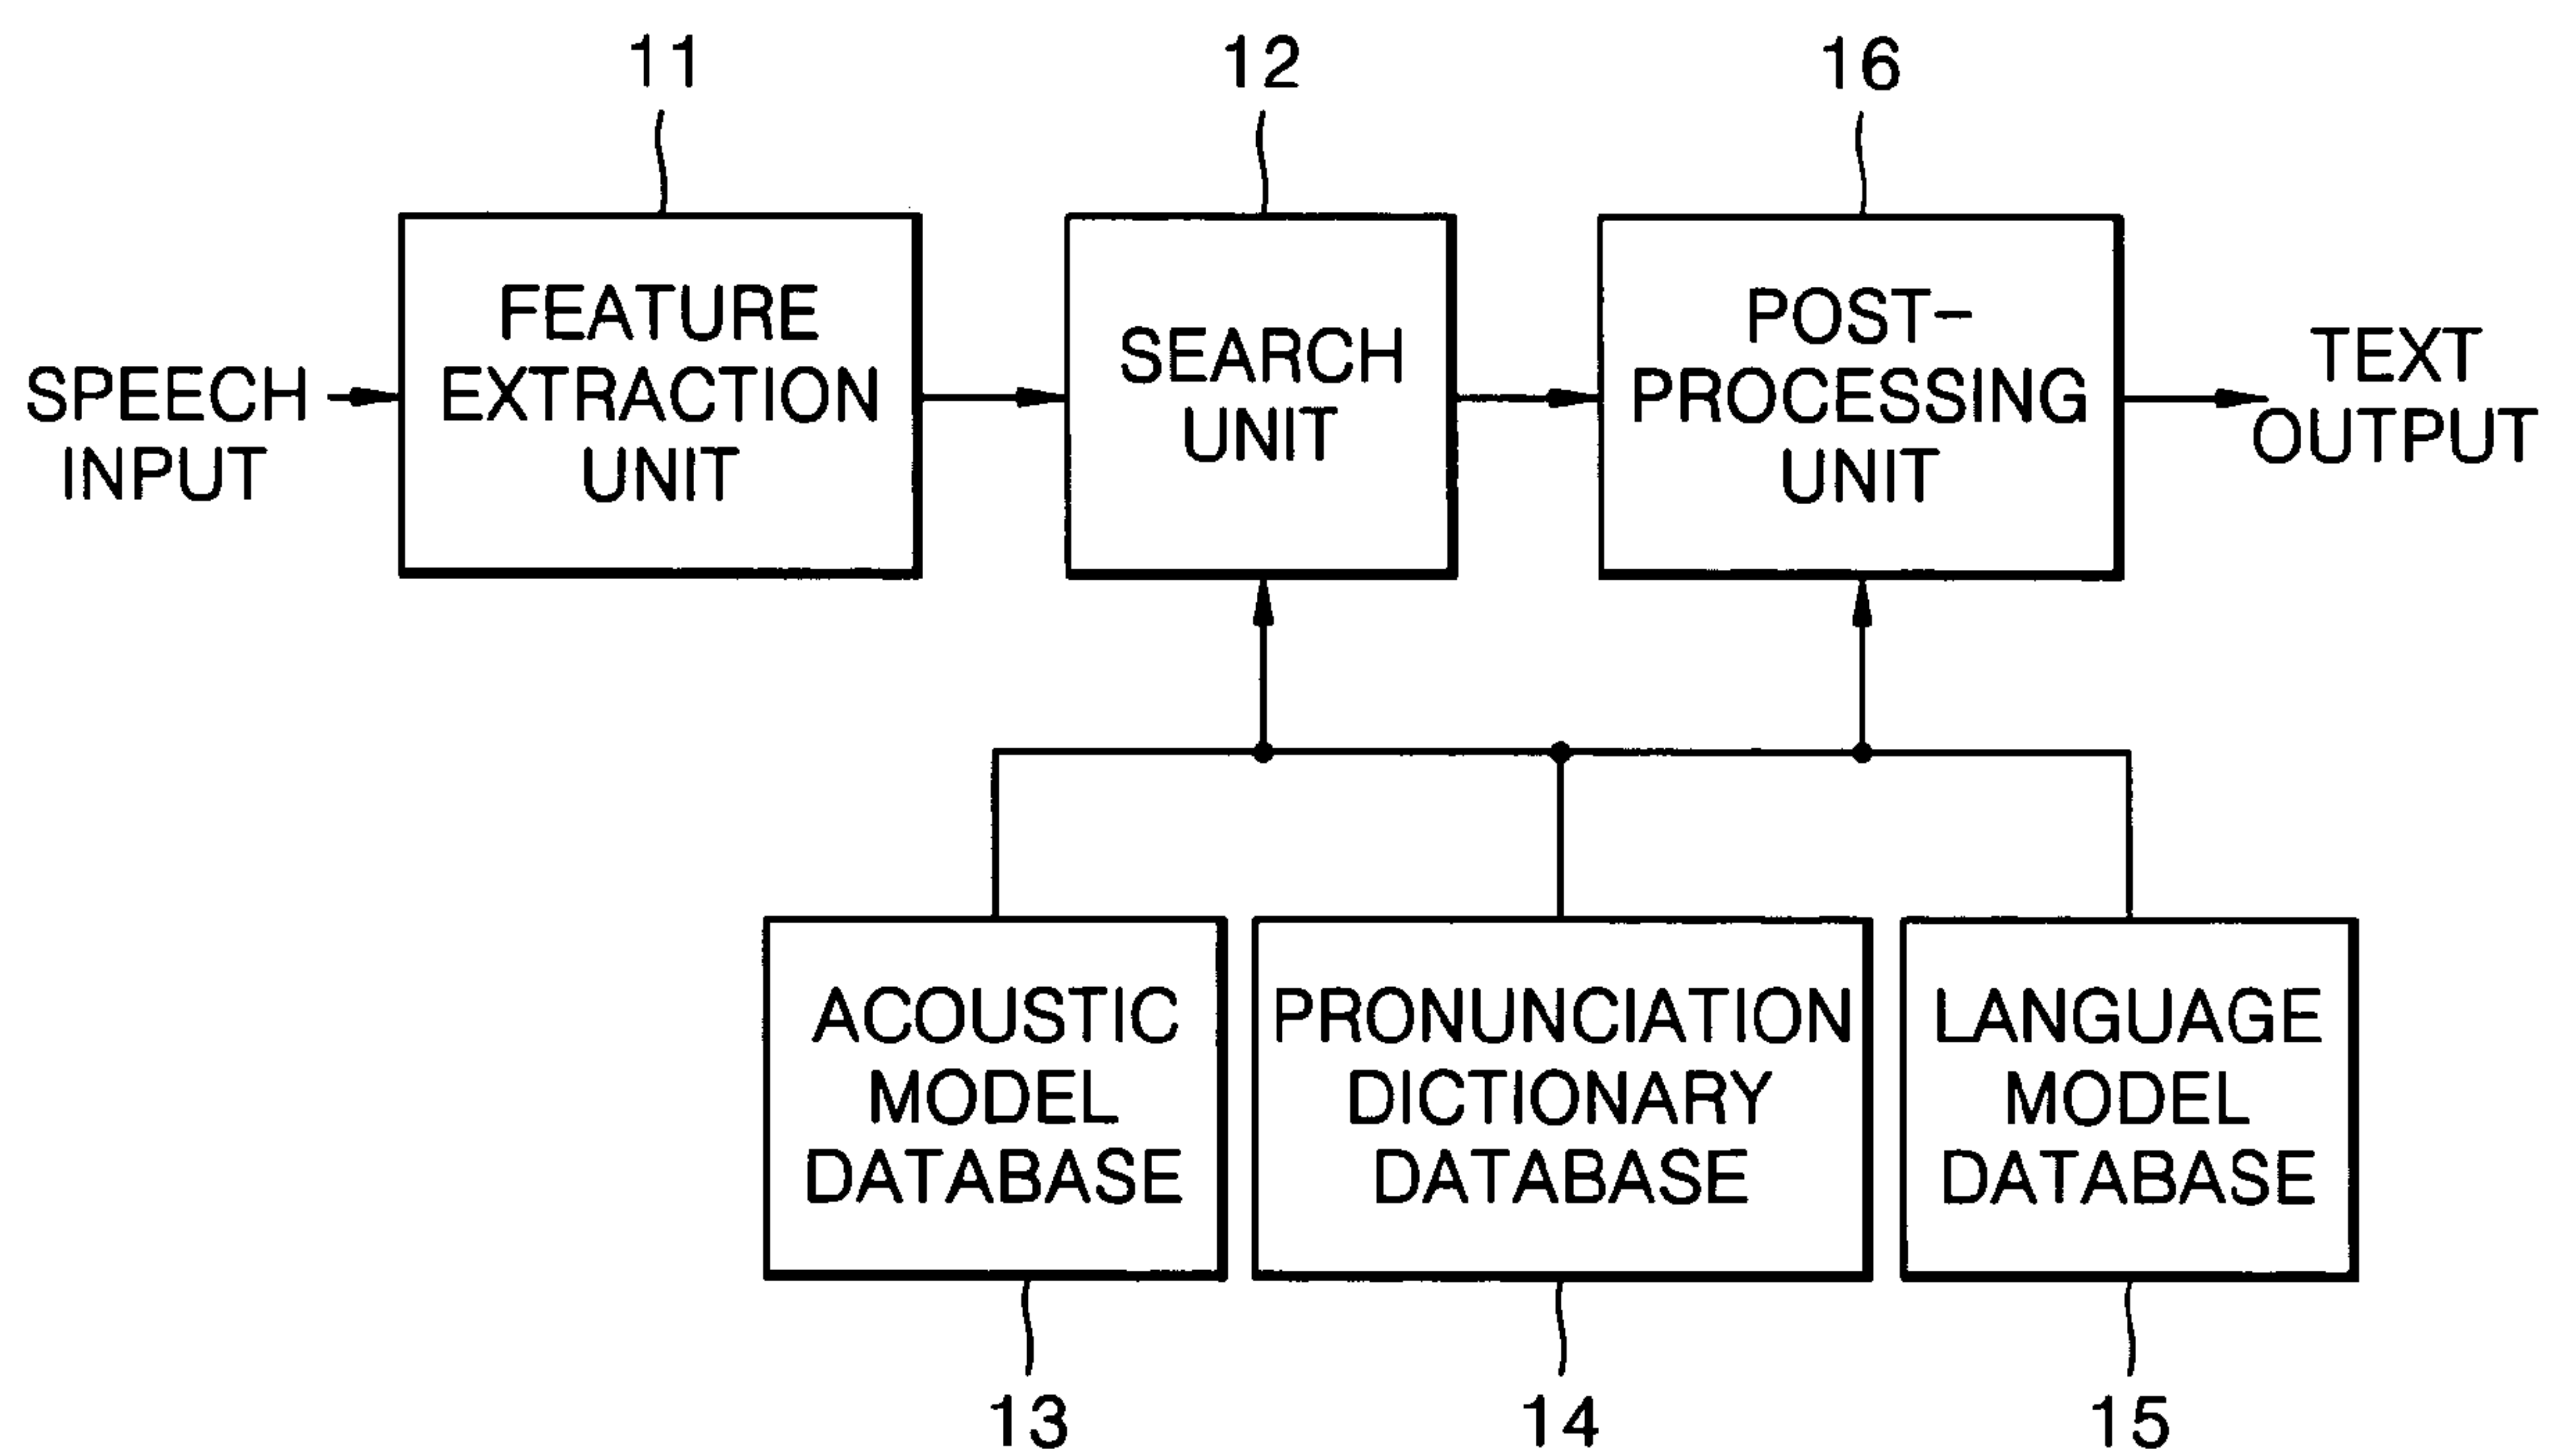 11
12
16
SPEECH
INPUT
FEATURE
EXTRACTION
UNIT
SEARCH
UNIT
POST-
PROCESSING
UNIT
TEXT
OUTPUT
ACOUSTIC
MODEL
DATABASE
PRONUNCIATION
DICTIONARY
DATABASE
LANGUAGE
MODEL
DATABASE
13
14
15